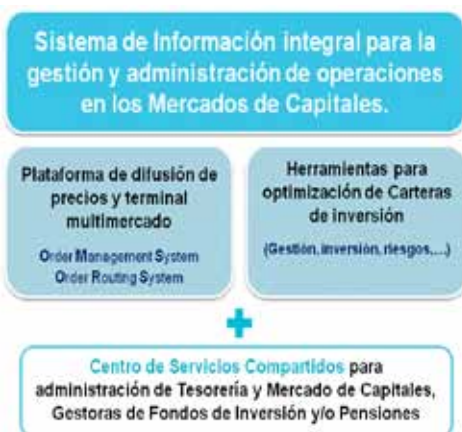 Sistema de Información integral para la
gestión y administración de operaciones
en los Mercados de Capitales.
Plataforma de difusión de
precios y terminal
multimercado
Order Management System
Order Routing System
Herramientas para
optimización de Carteras
de inversión
(Gestión, inversión, riesgos,...)
+
Centro de Servicios Compartidos para
administración de Tesorería y Mercado de Capitales,
Gestoras de Fondos de Inversión y/o Pensiones